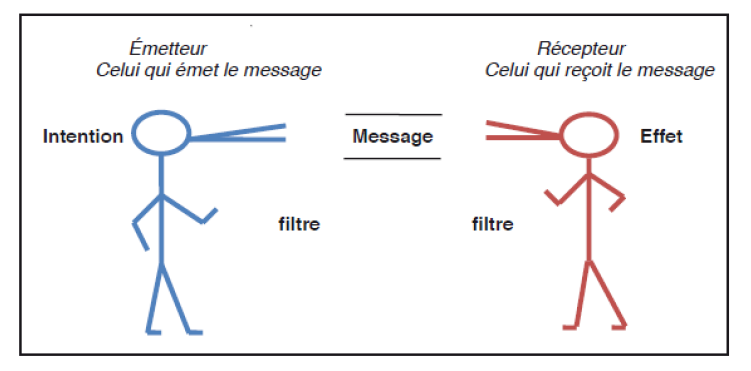 Émetteur
Celui qui émet le message
Récepteur
Celui qui reçoit le message
Intention
Message
Effet
filtre
filtre